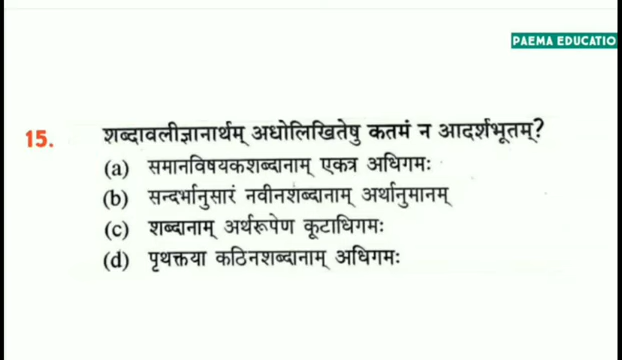 PAEMA EDUCATIO
15. शब्दावलीज्ञानार्थम् अधोलिखितेषु कतमं न आदर्शभूतम्?
(a) समानविषयकशब्दानाम् एकत्र अधिगमः
(b) सन्दर्भानुसारं नवीनशब्दानाम् अर्थानुमानम्
(c) शब्दानाम् अर्थरूपेण कूटाधिगमः
(d) पृथक्तया कठिनशब्दानाम् अधिगमः